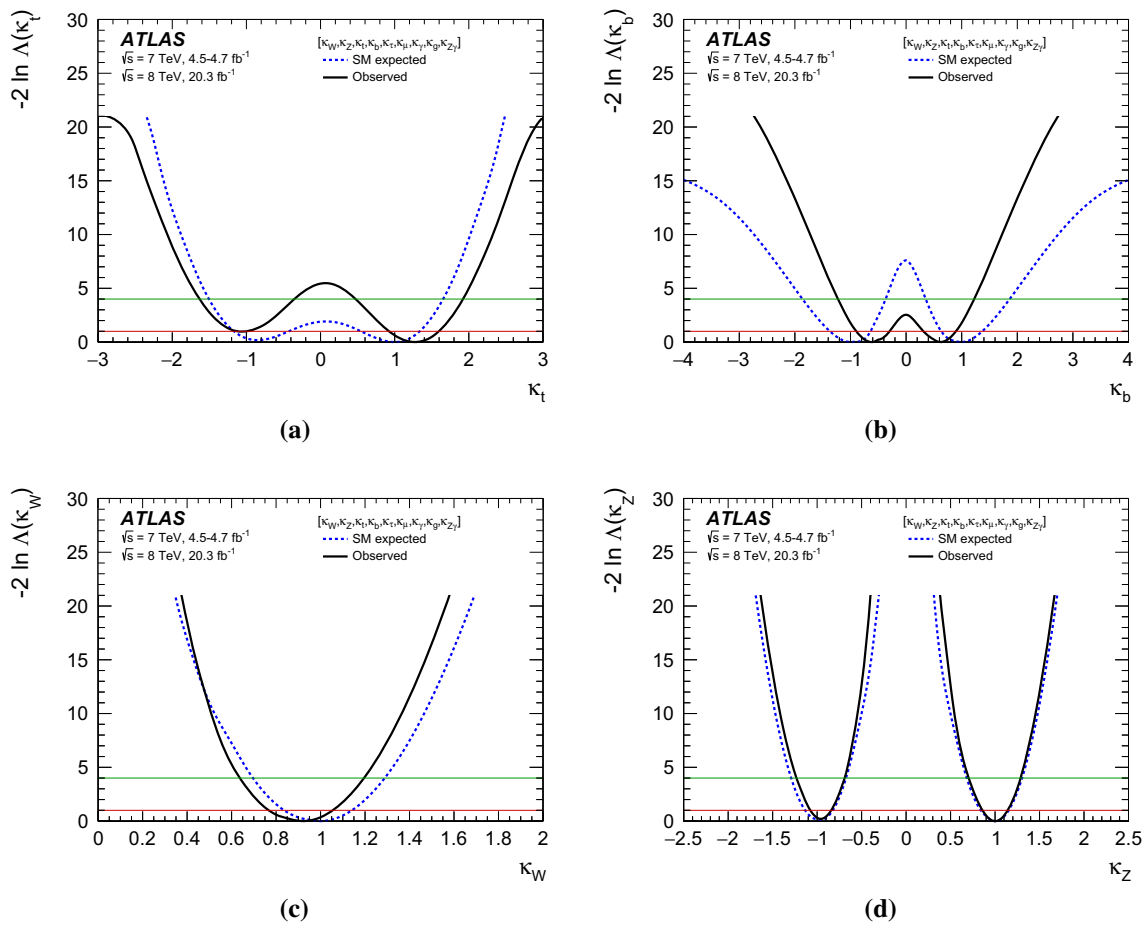 -2 ln Λ(κt)
30
25
20
15
10
5
0
ATLAS
√s = 7 TeV, 4.5-4.7 fb-1
√s = 8 TeV, 20.3 fb-1
[κW,κZ,κt,κb,κτ,κμ,κγ,κg,κZγ]
SM expected
Observed
−3 −2 −1 0 1 2 3
κt
(a)
-2 ln Λ(κb)
30
25
20
15
10
5
0
ATLAS
√s = 7 TeV, 4.5-4.7 fb-1
√s = 8 TeV, 20.3 fb-1
[κW,κZ,κt,κb,κτ,κμ,κγ,κg,κZγ]
SM expected
Observed
−4 −3 −2 −1 0 1 2 3 4
κb
(b)
-2 ln Λ(κW)
30
25
20
15
10
5
0
ATLAS
√s = 7 TeV, 4.5-4.7 fb-1
√s = 8 TeV, 20.3 fb-1
[κW,κZ,κt,κb,κτ,κμ,κγ,κg,κZγ]
SM expected
Observed
0 0.2 0.4 0.6 0.8 1 1.2 1.4 1.6 1.8 2
κW
(c)
-2 ln Λ(κZ)
30
25
20
15
10
5
0
ATLAS
√s = 7 TeV, 4.5-4.7 fb-1
√s = 8 TeV, 20.3 fb-1
[κW,κZ,κt,κb,κτ,κμ,κγ,κg,κZγ]
SM expected
Observed
−2.5 −2 −1.5 −1 −0.5 0 0.5 1 1.5 2 2.5
κZ
(d)